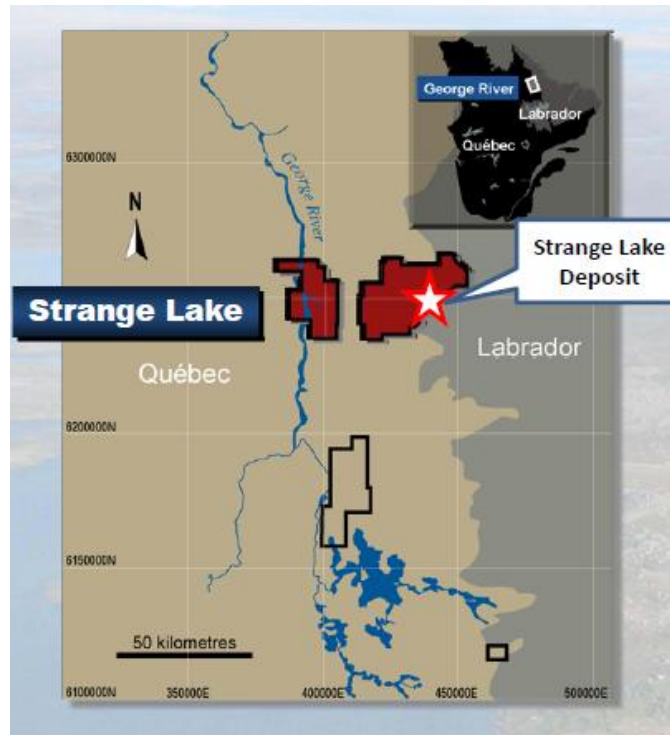 George River
Labrador
Québec
6300000N
George River
N
Strange Lake
Deposit
Strange Lake
Labrador
Québec
6200000N
6150000N
50 kilometres
6100000N
350000E
400000E
450000E
500000E